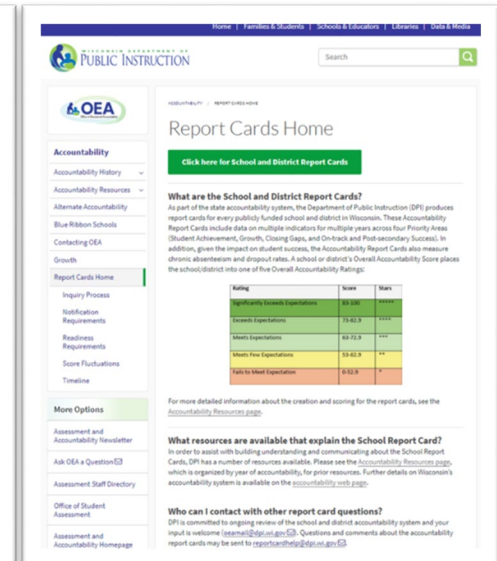 Home | Families & Students | Schools & Educators | Libraries | Data & Media
WISCONSIN DEPARTMENT OF
PUBLIC INSTRUCTION
Search
OEA
ACCOUNTABILITY / REPORT CARDS HOME
Report Cards Home
Click here for School and District Report Cards
Accountability
Accountability History
Accountability Resources
Alternate Accountability
Blue Ribbon Schools
Contacting OEA
Growth
Report Cards Home
Inquiry Process
Notification
Requirements
Readiness
Requirements
Score Fluctuations
Timeline
More Options
Assessment and
Accountability Newsletter
Ask OEA a Question
Assessment Staff Directory
Office of Student
Assessment
Assessment and
Accountability Homepage
What are the School and District Report Cards?
As part of the state accountability system, the Department of Public Instruction (DPI) produces
report cards for every publicly funded school and district in Wisconsin. These Accountability
Report Cards include data on multiple indicators for multiple years across four Priority Areas
(Student Achievement, Growth, Closing Gaps, and On-track and Post-secondary Success). In
addition, given the impact on student success, the Accountability Report Cards also measure
chronic absenteeism and dropout rates. A school or district's Overall Accountability Score places
the school/district into one of five Overall Accountability Ratings:
Rating Score Stars
Significantly Exceeds Expectations 83-100 *****
Exceeds Expectations 73-82.9 ****
Meets Expectations 63-72.9 ***
Meets Few Expectations 53-62.9 **
Fails to Meet Expectation 0-52.9 *
For more detailed information about the creation and scoring for the report cards, see the
Accountability Resources page.
What resources are available that explain the School Report Card?
In order to assist with building understanding and communicating about the School Report
Cards, DPI has a number of resources available. Please see the Accountability Resources page,
which is organized by year of accountability, for prior resources. Further details on Wisconsin's
accountability system is available on the accountability web page.
Who can I contact with other report card questions?
DPI is committed to ongoing review of the school and district accountability system and your
input is welcome (oeamail@dpi.wi.gov). Questions and comments about the accountability
report cards may be sent to reportcardhelp@dpi.wi.gov.